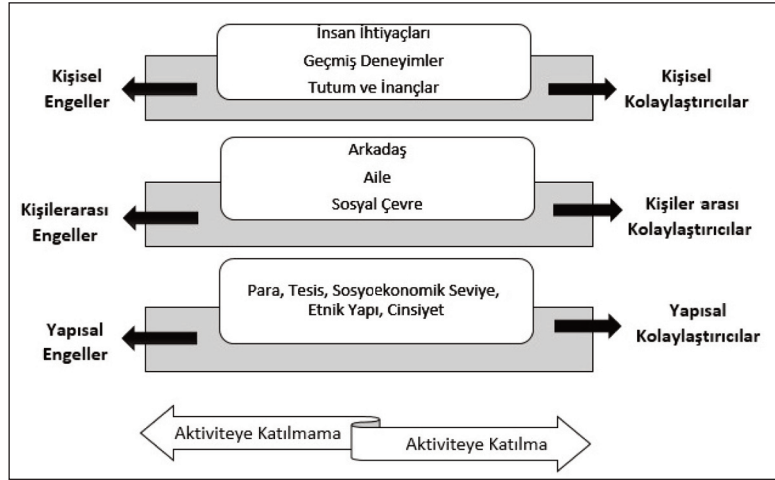 İnsan İhtiyaçları
Geçmiş Deneyimler
Tutum ve İnançlar
Kişisel
Engeller
Kişisel
Kolaylaştırıcılar
Arkadaş
Aile
Sosyal Çevre
Kişilerarası
Engeller
Kişiler arası
Kolaylaştırıcılar
Para, Tesis, Sosyoekonomik Seviye,
Etnik Yapı, Cinsiyet
Yapısal
Engeller
Yapısal
Kolaylaştırıcılar
Aktiviteye Katılmama
Aktiviteye Katılma